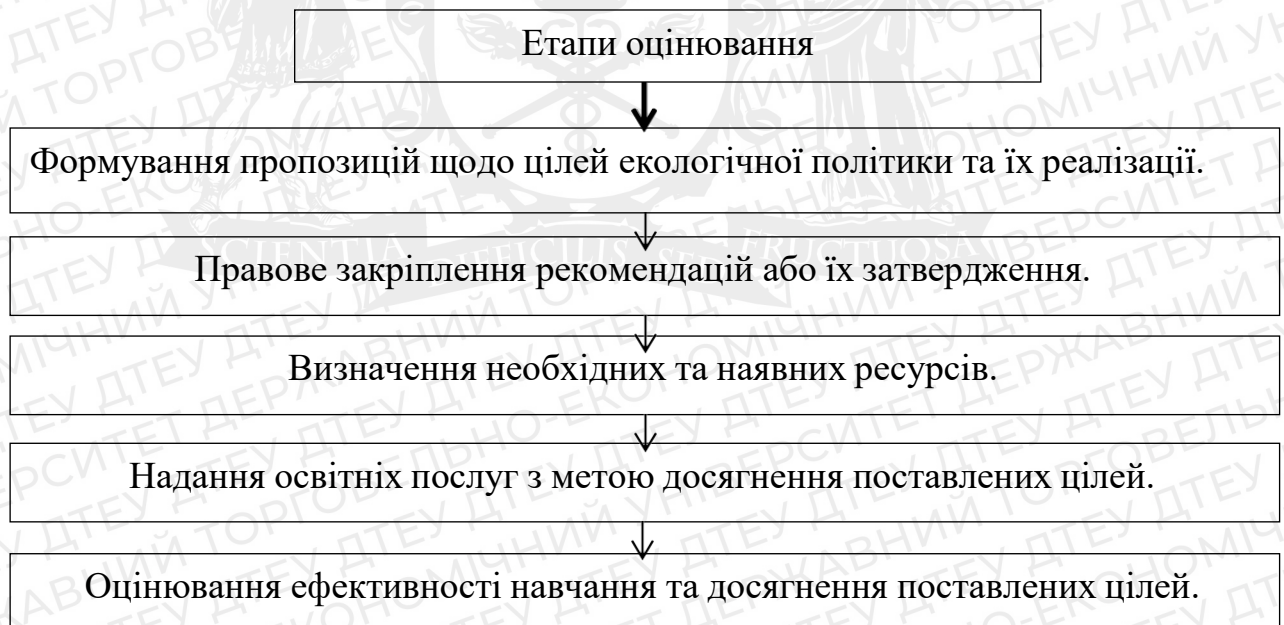 Етапи оцінювання
Формування пропозицій щодо цілей екологічної політики та їх реалізації.
Правове закріплення рекомендацій або їх затвердження.
Визначення необхідних та наявних ресурсів.
Надання освітніх послуг з метою досягнення поставлених цілей.
Оцінювання ефективності навчання та досягнення поставлених цілей.